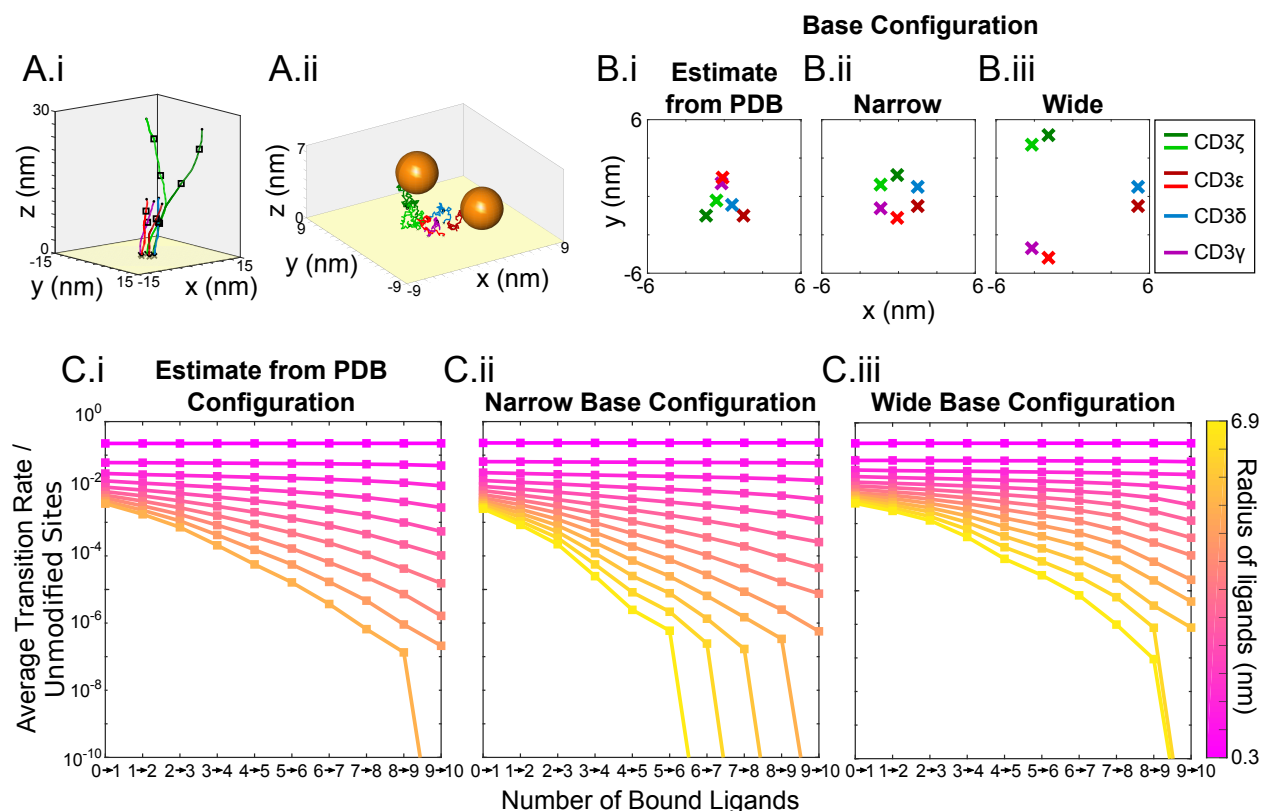 Base Configuration
A.i
30
z (nm)
0
-15
y (nm)
15
-15
x (nm)
15
A.ii
7
z (nm)
0
9
y (nm)
-9
-9
x (nm)
9
B.i
Estimate
from PDB
6
y (nm)
-6
-6
6
B.ii
Narrow
-6
6
x (nm)
B.iii
Wide
-6
6
CD3ζ
CD3ε
CD3δ
CD3γ
C.i
Estimate from PDB
Configuration
C.ii
Narrow Base Configuration
C.iii
Wide Base Configuration
Average Transition Rate /
Unmodified Sites
10⁰
10⁻²
10⁻⁴
10⁻⁶
10⁻⁸
10⁻¹⁰
0→1 1→2 2→3 3→4 4→5 5→6 6→7 7→8 8→9 9→10
0→1 1→2 2→3 3→4 4→5 5→6 6→7 7→8 8→9 9→10
0→1 1→2 2→3 3→4 4→5 5→6 6→7 7→8 8→9 9→10
Number of Bound Ligands
6.9
Radius of ligands (nm)
0.3